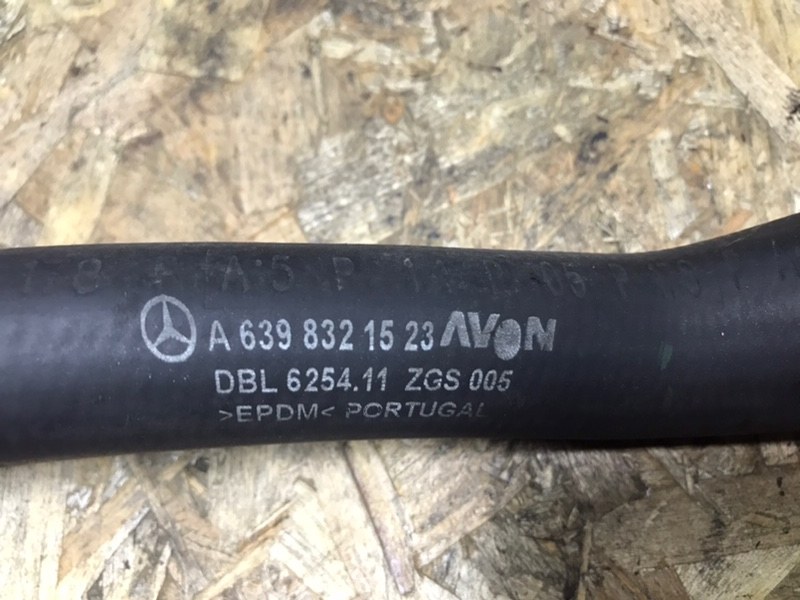 A 639 832 15 23 AVON
DBL 6254.11 ZGS 005
>EPDM< PORTUGAL